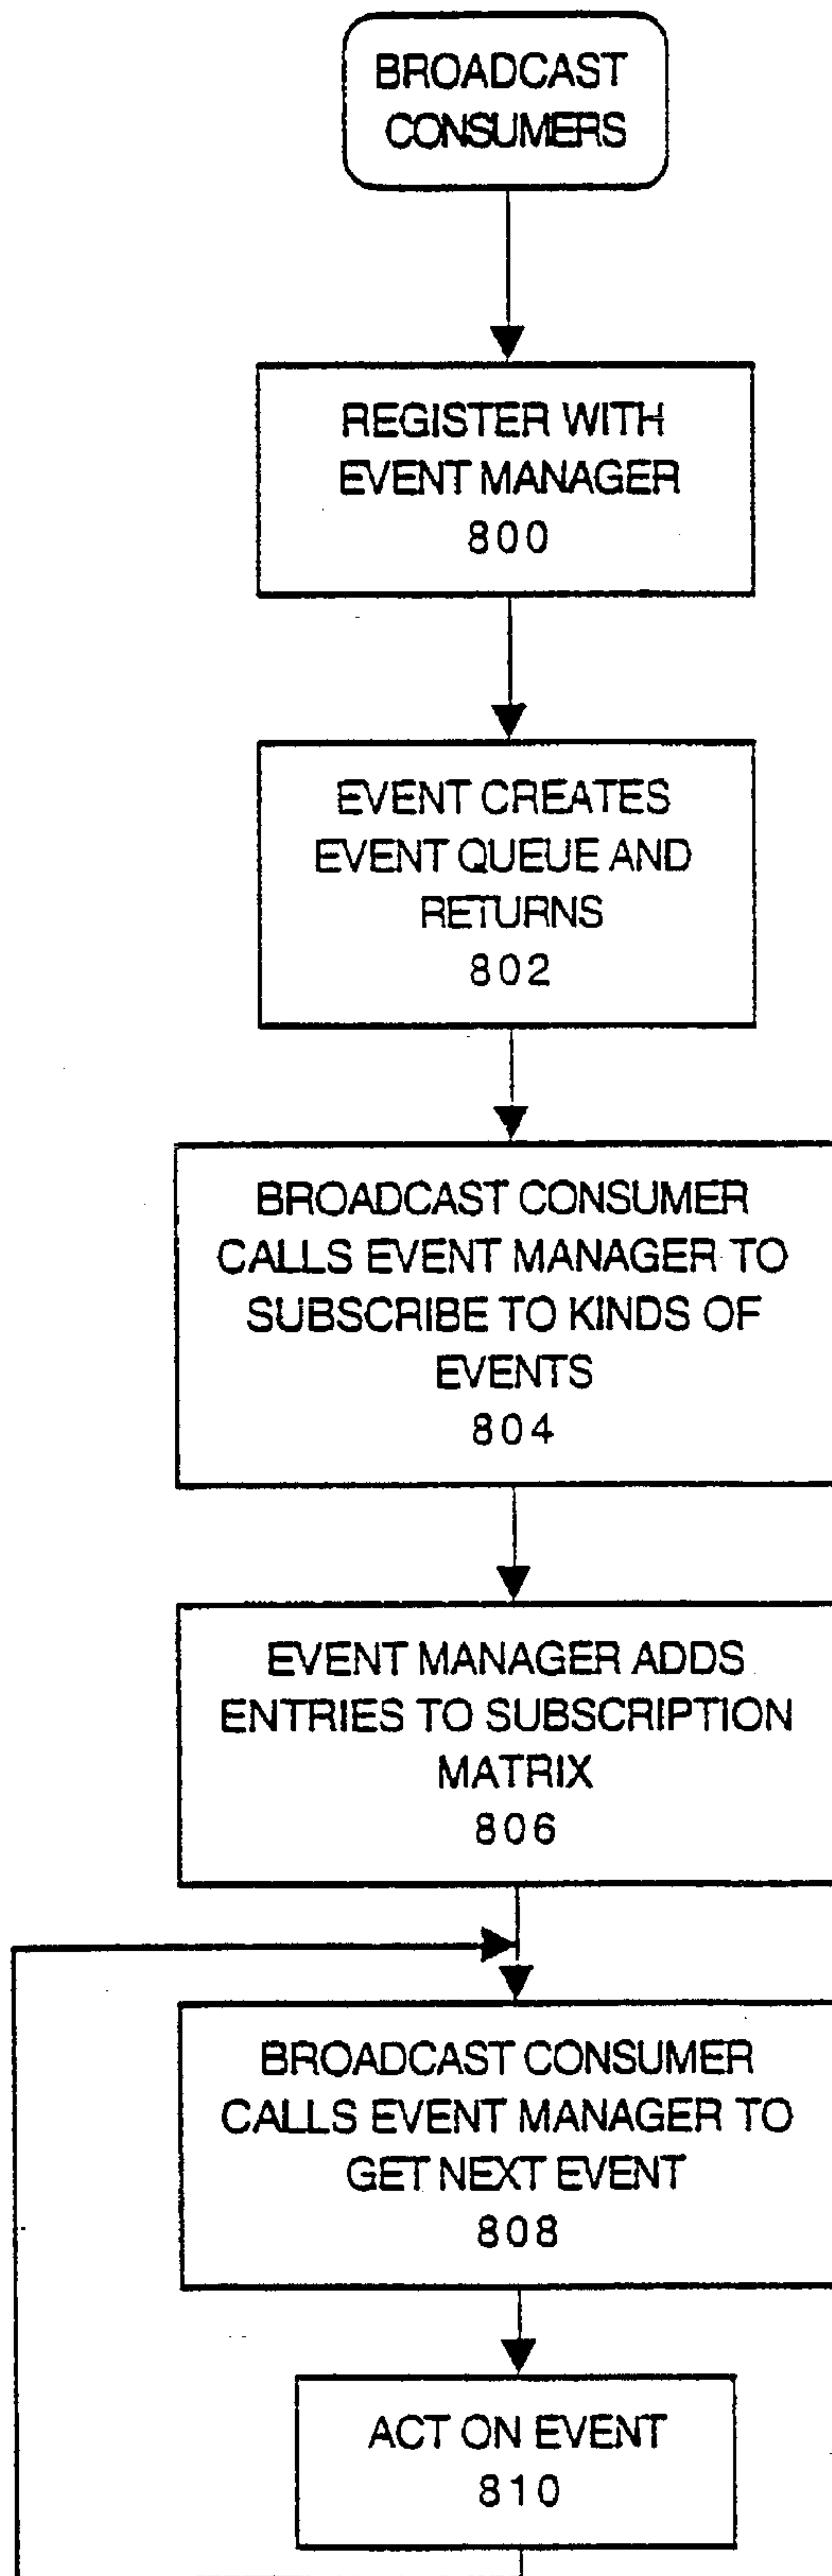 BROADCAST
CONSUMERS
REGISTER WITH
EVENT MANAGER
800
EVENT CREATES
EVENT QUEUE AND
RETURNS
802
BROADCAST CONSUMER
CALLS EVENT MANAGER TO
SUBSCRIBE TO KINDS OF
EVENTS
804
EVENT MANAGER ADDS
ENTRIES TO SUBSCRIPTION
MATRIX
806
BROADCAST CONSUMER
CALLS EVENT MANAGER TO
GET NEXT EVENT
808
ACT ON EVENT
810